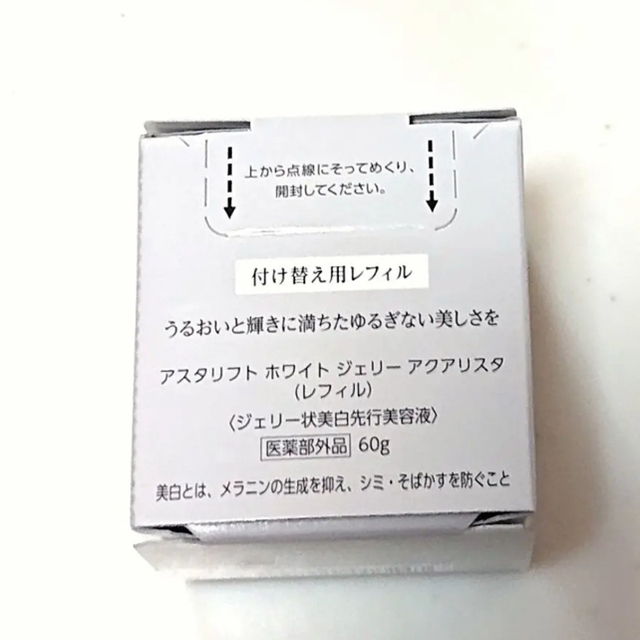 上から点線にそってめくり、
開封してください。
付け替え用レフィル
うるおいと輝きに満ちたゆるぎない美しさを
アスタリフト ホワイト ジェリー アクアリスタ
（レフィル）
〈ジェリー状美白先行美容液〉
医薬部外品 60g
美白とは、メラニンの生成を抑え、シミ・そばかすを防ぐこと